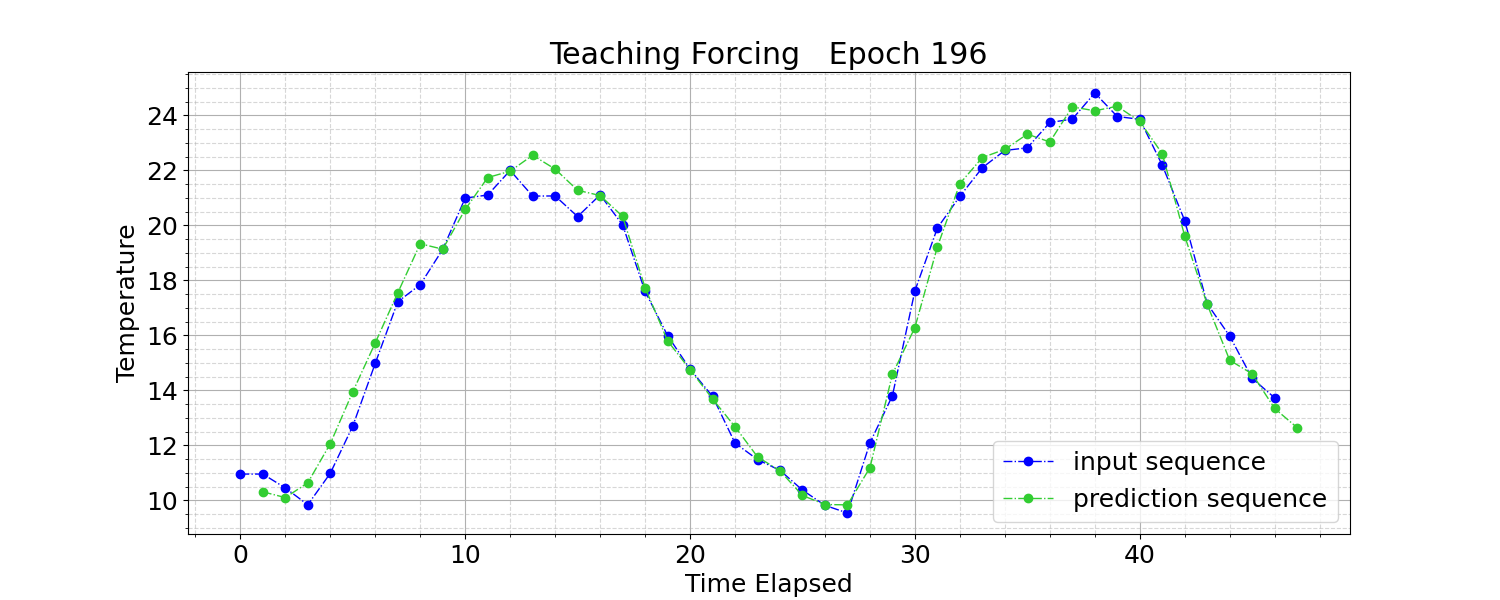 Teaching Forcing   Epoch 196
Temperature
24
22
20
18
16
14
12
10
0
10
20
30
40
Time Elapsed
input sequence
prediction sequence